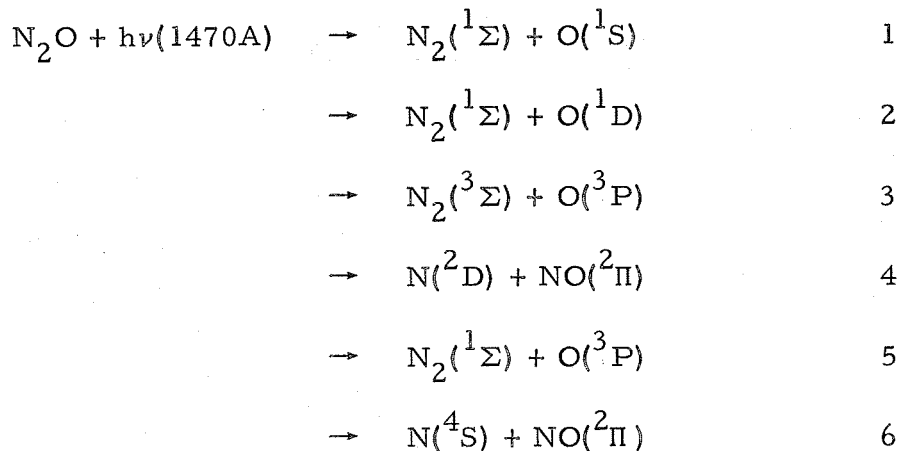 N₂O + hν(1470A) → N₂(¹Σ) + O(¹S) 1
→ N₂(¹Σ) + O(¹D) 2
→ N₂(³Σ) + O(³P) 3
→ N(²D) + NO(²Π) 4
→ N₂(¹Σ) + O(³P) 5
→ N(⁴S) + NO(²Π) 6